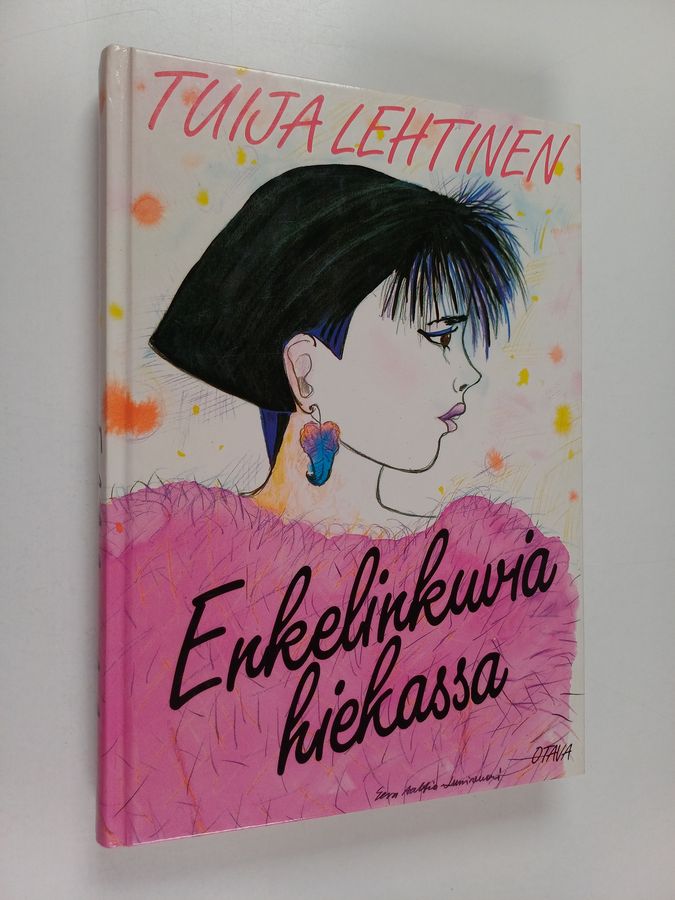 TUIJA LEHTINEN
Enkelinkuvia
hiekassa
OTAVA